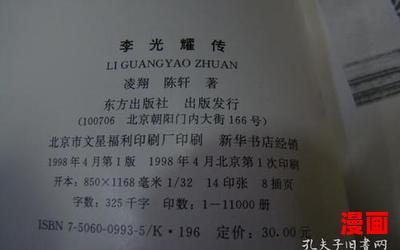 李光耀传
LI GUANGYAO ZHUAN
凌翔 陈轩 著
东方出版社 出版发行
(100706 北京朝阳门内大街166号)
北京市文星福利印刷厂印刷 新华书店经销
1998年4月第1版 1998年4月北京第1次印刷
开本：850×1168毫米 1/32 14印张 8插页
字数：325千字 印数：1—11000册
ISBN 7-5060-0993-5/K·196 定价：30.00元
漫画
孔夫子旧書网